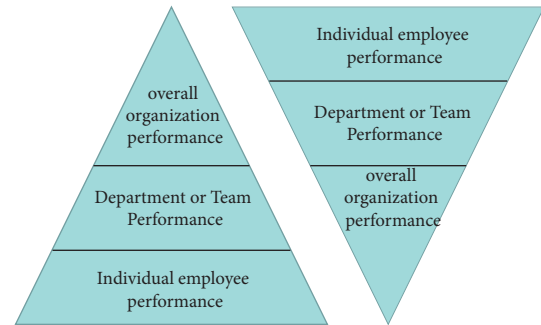 overall
organization
performance
Department or Team
Performance
Individual employee
performance
Individual employee
performance
Department or Team
Performance
overall
organization
performance